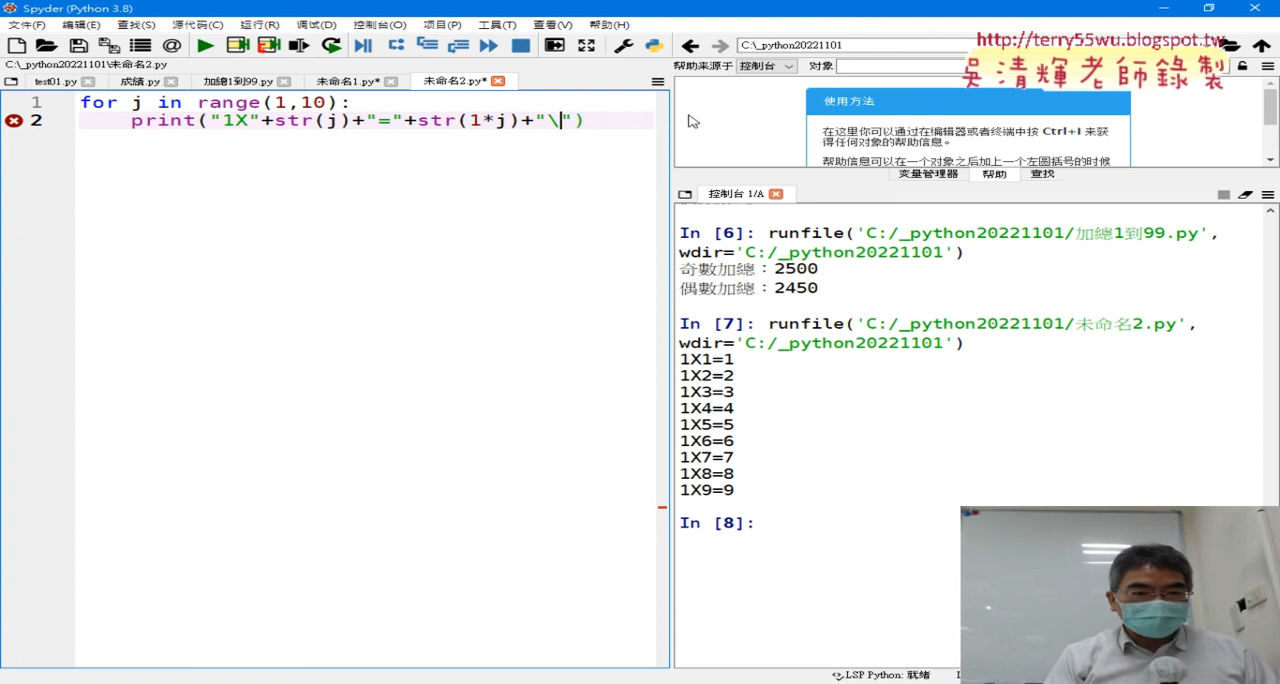 Spyder (Python 3.8)
文件(F) 编辑(E) 查找(S) 源代码(C) 运行(R) 调试(D) 控制台(O) 项目(P) 工具(T) 查看(V) 帮助(H)
C:\_python20221101
http://terry55wu.blogspot.tw
吳清輝老師錄製
C:\_python20221101\未命名2.py
帮助来源于 控制台 对象
test01.py 成績.py 加總1到99.py 未命名1.py* 未命名2.py*
1 for j in range(1,10):
2 print("1X"+str(j)+"="+str(1*j)+"\")
使用方法
在这里你可以通过在编辑器或者终端中按 Ctrl+I 来获
得任何对象的帮助信息。
帮助信息可以在一个对象之后加上一个左圆括号的时候
变量管理器 帮助 查找
控制台 1/A
In [6]: runfile('C:/_python20221101/加總1到99.py',
wdir='C:/_python20221101')
奇數加總：2500
偶數加總：2450
In [7]: runfile('C:/_python20221101/未命名2.py',
wdir='C:/_python20221101')
1X1=1
1X2=2
1X3=3
1X4=4
1X5=5
1X6=6
1X7=7
1X8=8
1X9=9
In [8]:
LSP Python: 就绪